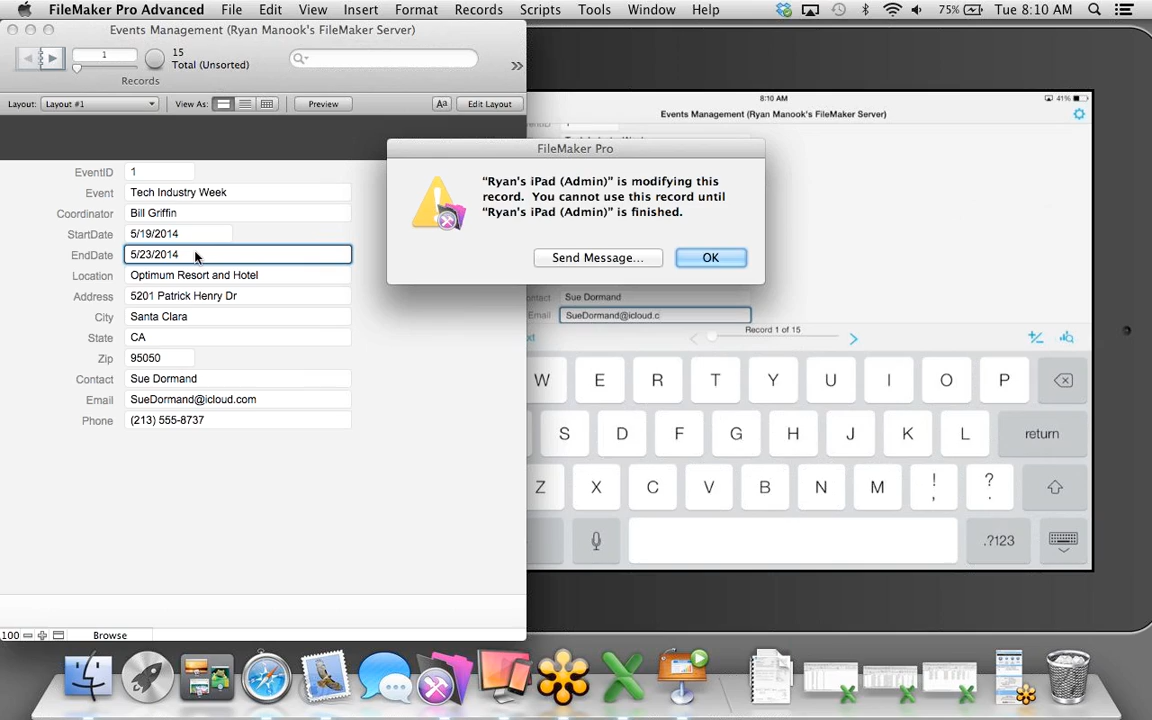 FileMaker Pro Advanced File Edit View Insert Format Records Scripts Tools Window Help 75% Tue 8:10 AM
Events Management (Ryan Manook's FileMaker Server)
1
15
Total (Unsorted)
Records
Layout: Layout #1 View As: Preview Aa Edit Layout
EventID 1
Event Tech Industry Week
Coordinator Bill Griffin
StartDate 5/19/2014
EndDate 5/23/2014
Location Optimum Resort and Hotel
Address 5201 Patrick Henry Dr
City Santa Clara
State CA
Zip 95050
Contact Sue Dormand
Email SueDormand@icloud.com
Phone (213) 555-8737
100 Browse
FileMaker Pro
“Ryan's iPad (Admin)” is modifying this
record. You cannot use this record until
“Ryan's iPad (Admin)” is finished.
Send Message... OK
8:10 AM 41%
Events Management (Ryan Manook's FileMaker Server)
Contact Sue Dormand
Email SueDormand@icloud.c
Record 1 of 15
W E R T Y U I O P
S D F G H J K L return
Z X C V B N M ! , ? .
.?123